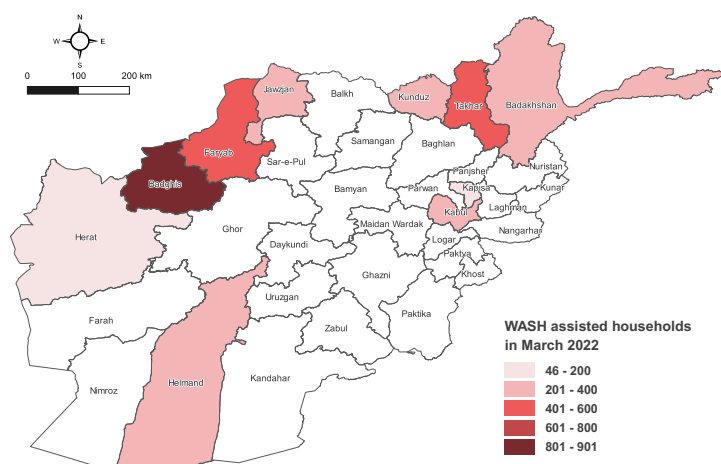 N
W E
S
0 100 200 km
Jawzjan
Balkh
Kunduz
Takhar
Badakhshan
Faryab
Samangan
Baghlan
Sar-e-Pul
Panjsher
Nuristan
Badghis
Bamyan
Parwan
Kapisa
Kunar
Laghman
Kabul
Herat
Ghor
Maidan Wardak
Nangarhar
Daykundi
Logar
Paktya
Ghazni
Khost
Uruzgan
Farah
Zabul
Paktika
Nimroz
Helmand
Kandahar
WASH assisted households
in March 2022
46 - 200
201 - 400
401 - 600
601 - 800
801 - 901